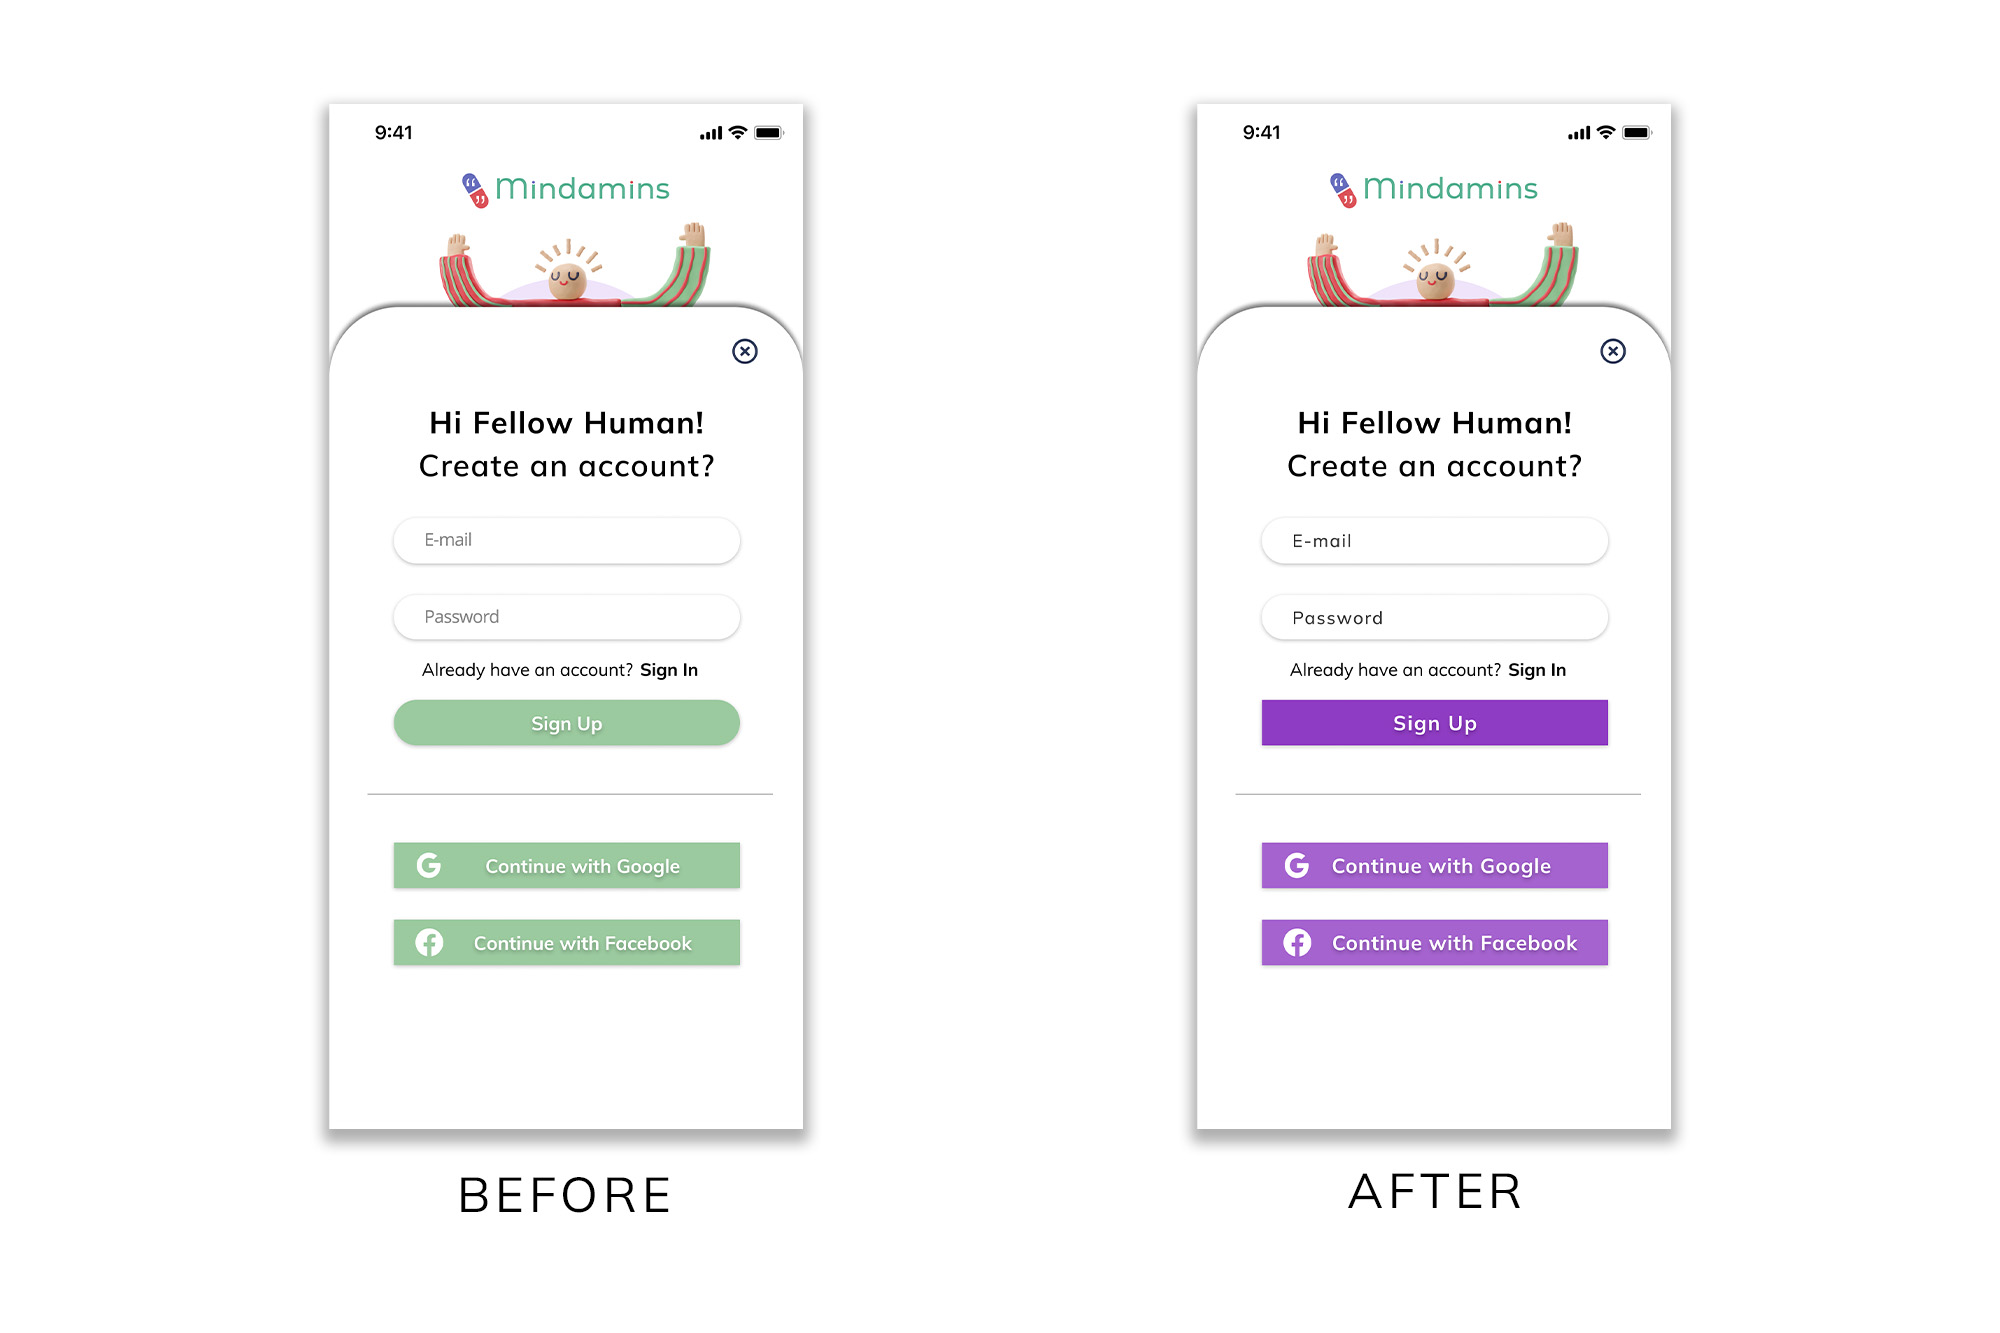 9:41
Mindamins
Hi Fellow Human!
Create an account?
E-mail
Password
Already have an account? Sign In
Sign Up
Continue with Google
Continue with Facebook
BEFORE
9:41
Mindamins
Hi Fellow Human!
Create an account?
E-mail
Password
Already have an account? Sign In
Sign Up
Continue with Google
Continue with Facebook
AFTER